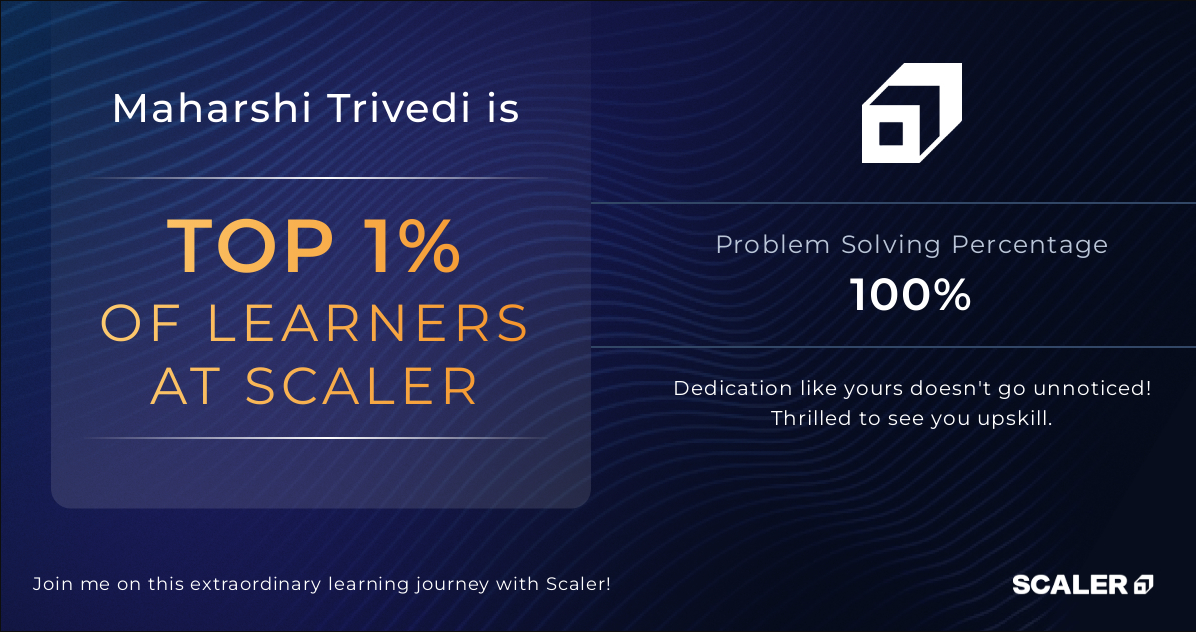 Maharshi Trivedi is
TOP 1%
OF LEARNERS
AT SCALER
Problem Solving Percentage
100%
Dedication like yours doesn't go unnoticed!
Thrilled to see you upskill.
Join me on this extraordinary learning journey with Scaler!
SCALER